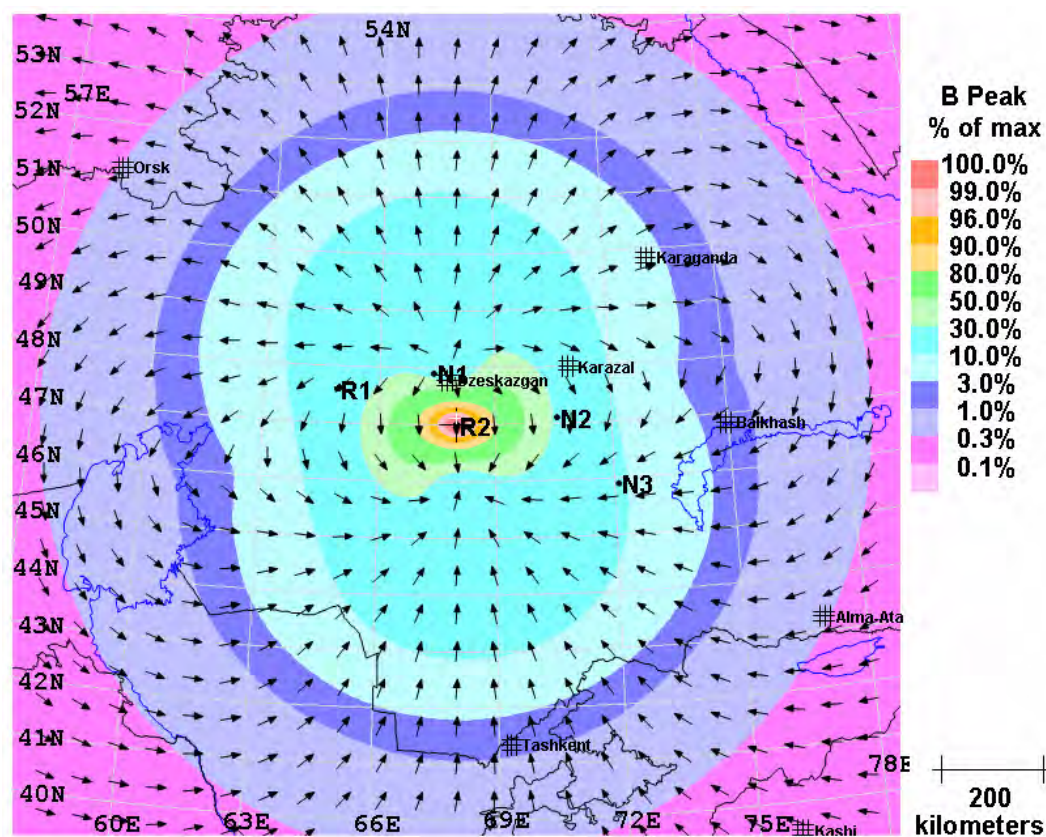 54N
53N
57E
52N
51N
Orsk
50N
49N
Karaganda
48N
N1
Dzeskazgan
Karazal
R1
47N
R2
N2
Balkhash
46N
N3
45N
44N
43N
Alma-Ata
42N
41N
Tashkent
78E
40N
60E
63E
66E
69E
72E
75E
Kashi
B Peak
% of max
100.0%
99.0%
96.0%
90.0%
80.0%
50.0%
30.0%
10.0%
3.0%
1.0%
0.3%
0.1%
200
kilometers